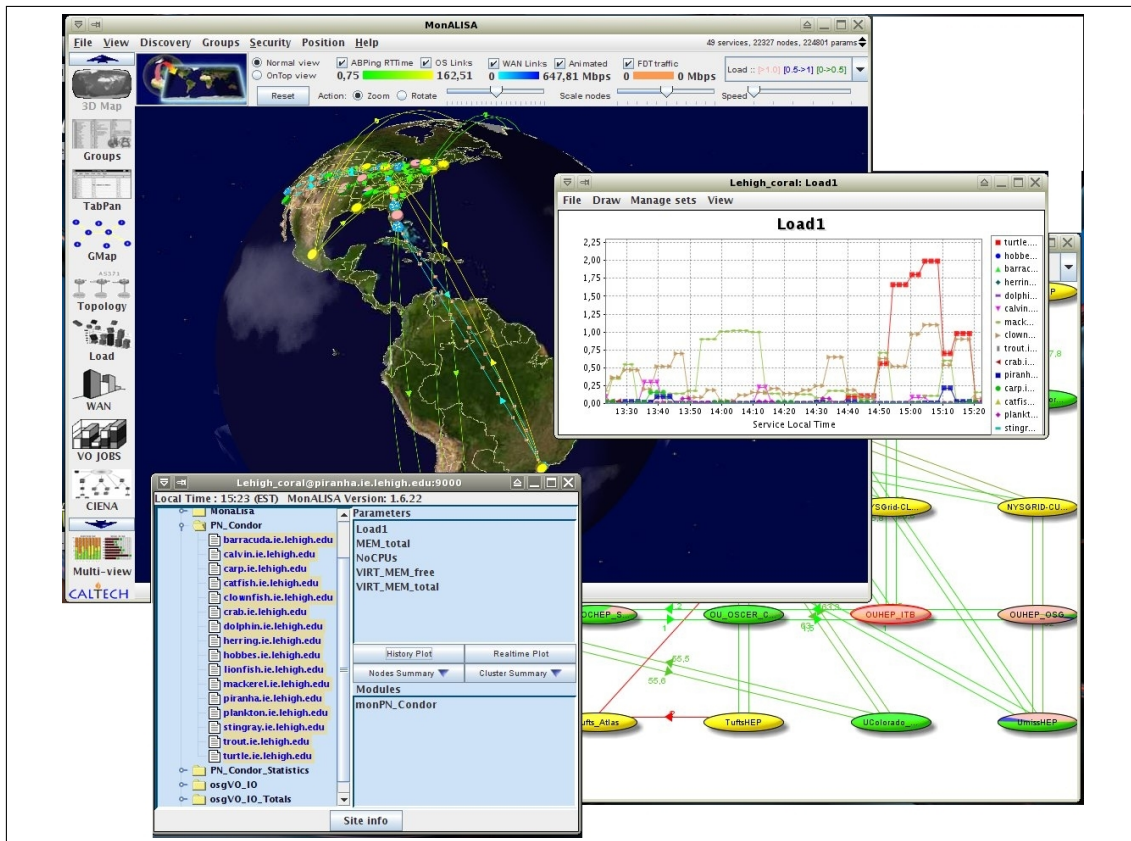 MonALISA
File View Discovery Groups Security Position Help
49 services, 22327 nodes, 224801 params
Normal view
OnTop view
ABPing RTTime
OS Links
WAN Links
Animated
FDT traffic
0,75
162,51
0
647,81 Mbps
0
0 Mbps
Load :: [>1.0] [0.5->1] [0->0.5]
Reset
Action:
Zoom
Rotate
Scale nodes
Speed
3D Map
Groups
TabPan
GMap
AS371
Topology
Load
WAN
VO JOBS
CIENA
Multi-view
CALTECH
Lehigh_coral: Load1
File Draw Manage sets View
Load1
2,25
2,00
1,75
1,50
1,25
1,00
0,75
0,50
0,25
0,00
13:30 13:40 13:50 14:00 14:10 14:20 14:30 14:40 14:50 15:00 15:10 15:20
Service Local Time
turtle....
hobbe...
barrac...
herrin...
dolphi...
calvin....
mack...
clown...
trout.i...
crab.i...
piranh...
carp.i...
catfis...
plankt...
stingr...
Lehigh_coral@piranha.ie.lehigh.edu:9000
Local Time : 15:23 (EST) MonALISA Version: 1.6.22
MonaLisa
PN_Condor
barracuda.ie.lehigh.edu
calvin.ie.lehigh.edu
carp.ie.lehigh.edu
catfish.ie.lehigh.edu
clownfish.ie.lehigh.edu
crab.ie.lehigh.edu
dolphin.ie.lehigh.edu
herring.ie.lehigh.edu
hobbes.ie.lehigh.edu
lionfish.ie.lehigh.edu
mackerel.ie.lehigh.edu
piranha.ie.lehigh.edu
plankton.ie.lehigh.edu
stingray.ie.lehigh.edu
trout.ie.lehigh.edu
turtle.ie.lehigh.edu
PN_Condor_Statistics
osgVO_IO
osgVO_IO_Totals
Parameters
Load1
MEM_total
NoCPUs
VIRT_MEM_free
VIRT_MEM_total
History Plot
Realtime Plot
Nodes Summary
Cluster Summary
Modules
monPN_Condor
Site info
YSGrid-CL...
NYSGRID-CU...
OCHEP_S
OU_OSCER_C
OUHEP_ITB
OUHEP_OSG
55,5
55,6
ufts_Atlas
TuftsHEP
UColorado_...
UmissHEP